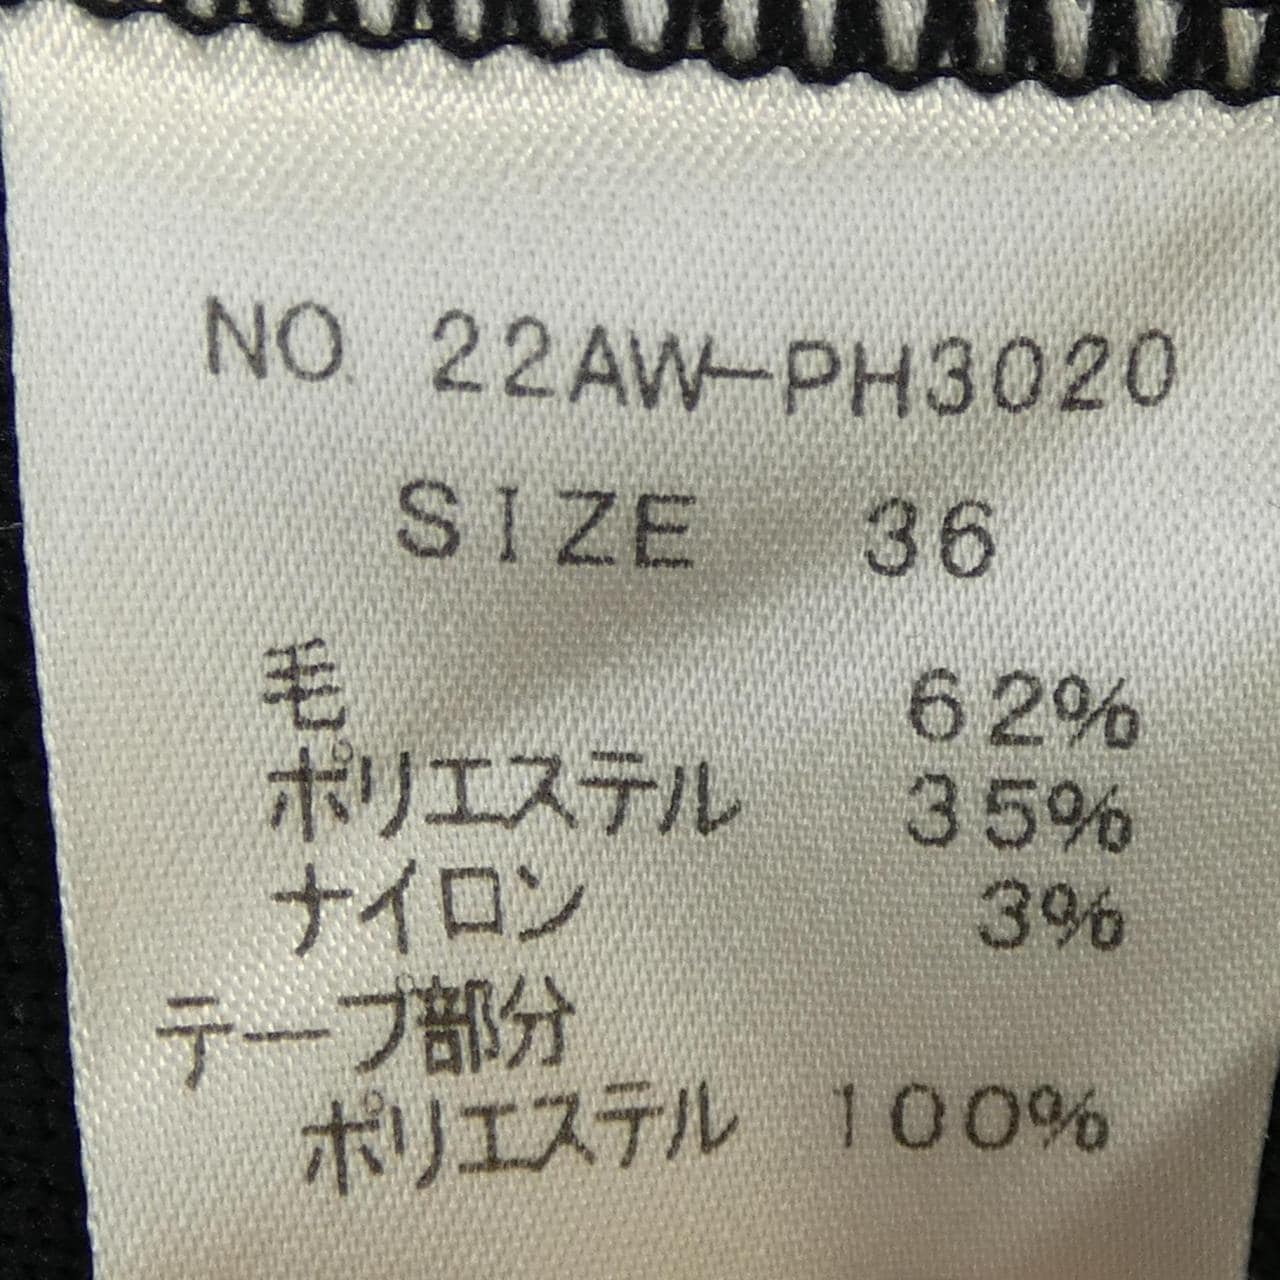 NO. 22AW-PH3020
SIZE 36
毛 62%
ポリエステル 35%
ナイロン 3%
テープ部分
ポリエステル 100%